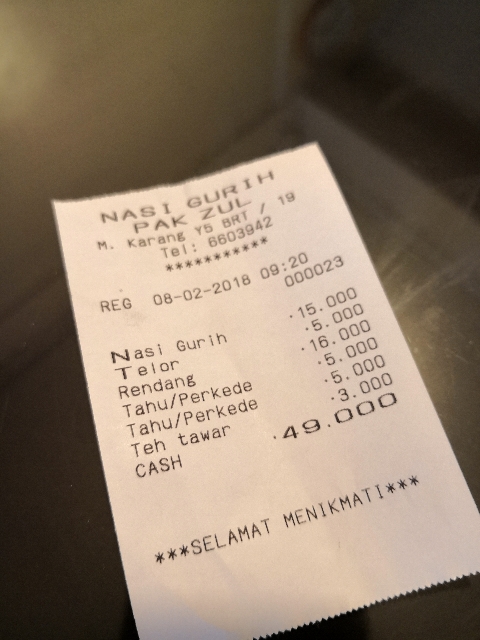 NASI GURIH
PAK ZUL
M. Karang Y5 BRT / 19
Tel: 6603942
***********
REG 08-02-2018 09:20
000023
Nasi Gurih .15.000
Telor .5.000
Rendang .16.000
Tahu/Perkede .5.000
Tahu/Perkede .5.000
Teh tawar .3.000
CASH .49.000
***SELAMAT MENIKMATI***